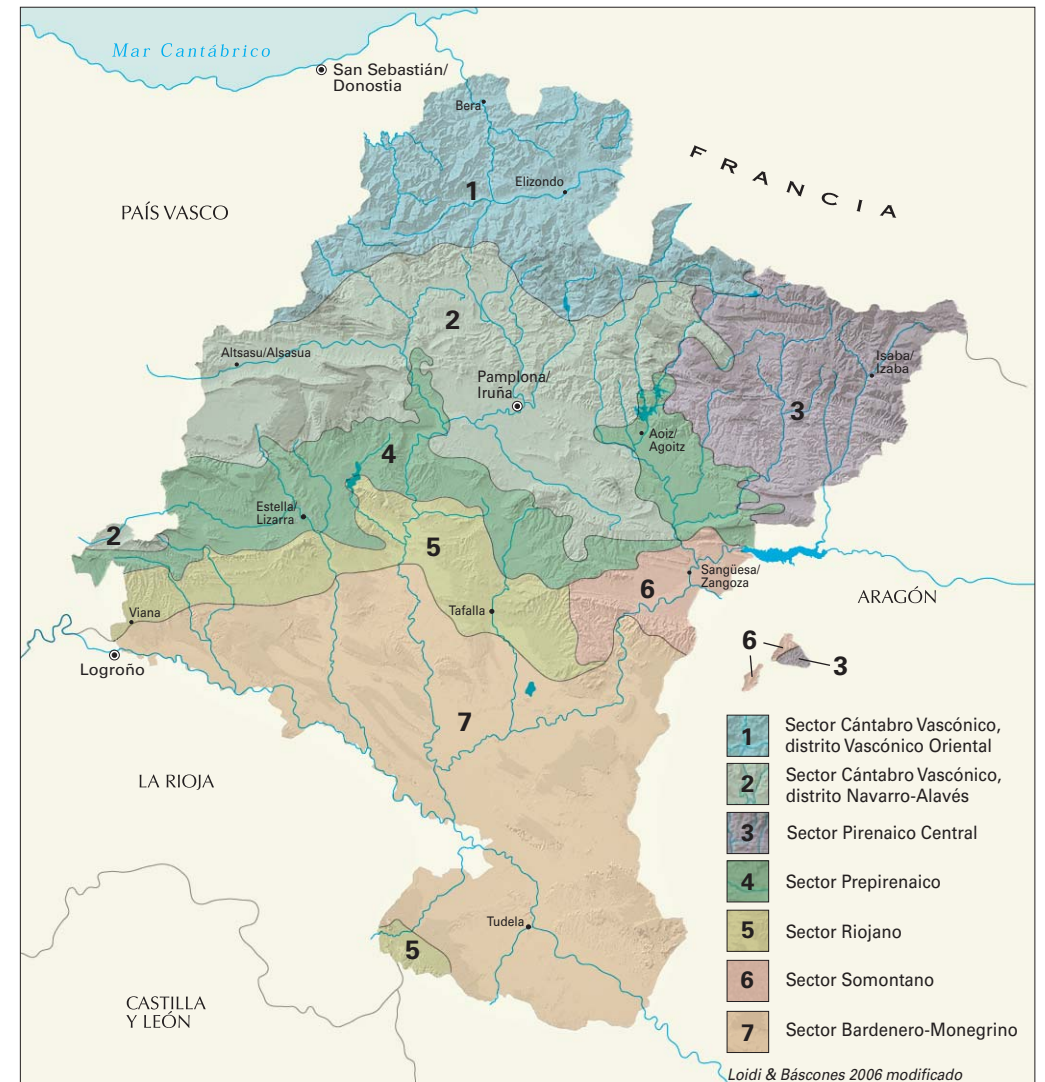 Mar Cantábrico
San Sebastián/
Donostia
Bera
FRANCIA
Elizondo
1
PAÍS VASCO
2
Altsasu/Alsasua
Isaba/
Izaba
Pamplona/
Iruña
3
Aoiz/
Agoitz
4
Estella/
Lizarra
2
5
Sangüesa/
Zangoza
6
ARAGÓN
Viana
Tafalla
Logroño
6
3
7
LA RIOJA
Tudela
5
CASTILLA
Y LEÓN
1
Sector Cántabro Vascónico,
distrito Vascónico Oriental
2
Sector Cántabro Vascónico,
distrito Navarro-Alavés
3
Sector Pirenaico Central
4
Sector Prepirenaico
5
Sector Riojano
6
Sector Somontano
7
Sector Bardenero-Monegrino
Loidi & Báscones 2006 modificado